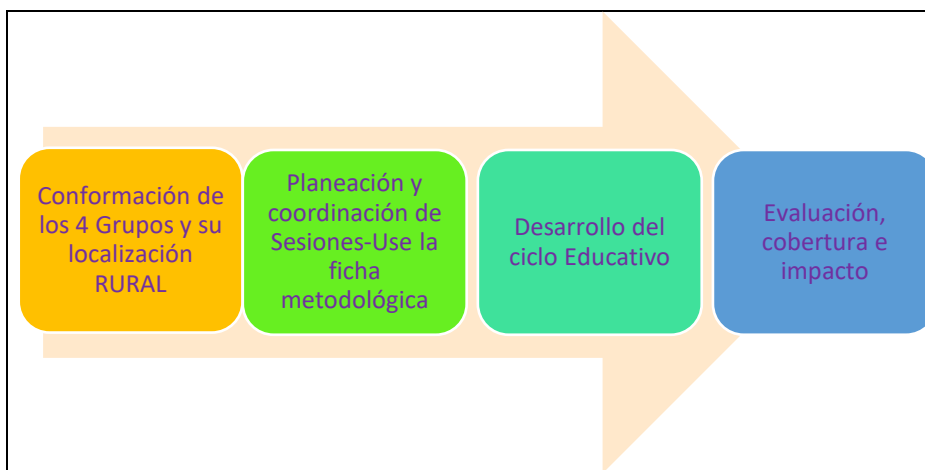 Conformación de
los 4 Grupos y su
localización
RURAL
Planeación y
coordinación de
Sesiones-Use la
ficha
metodológica
Desarrollo del
ciclo Educativo
Evaluación,
cobertura e
impacto